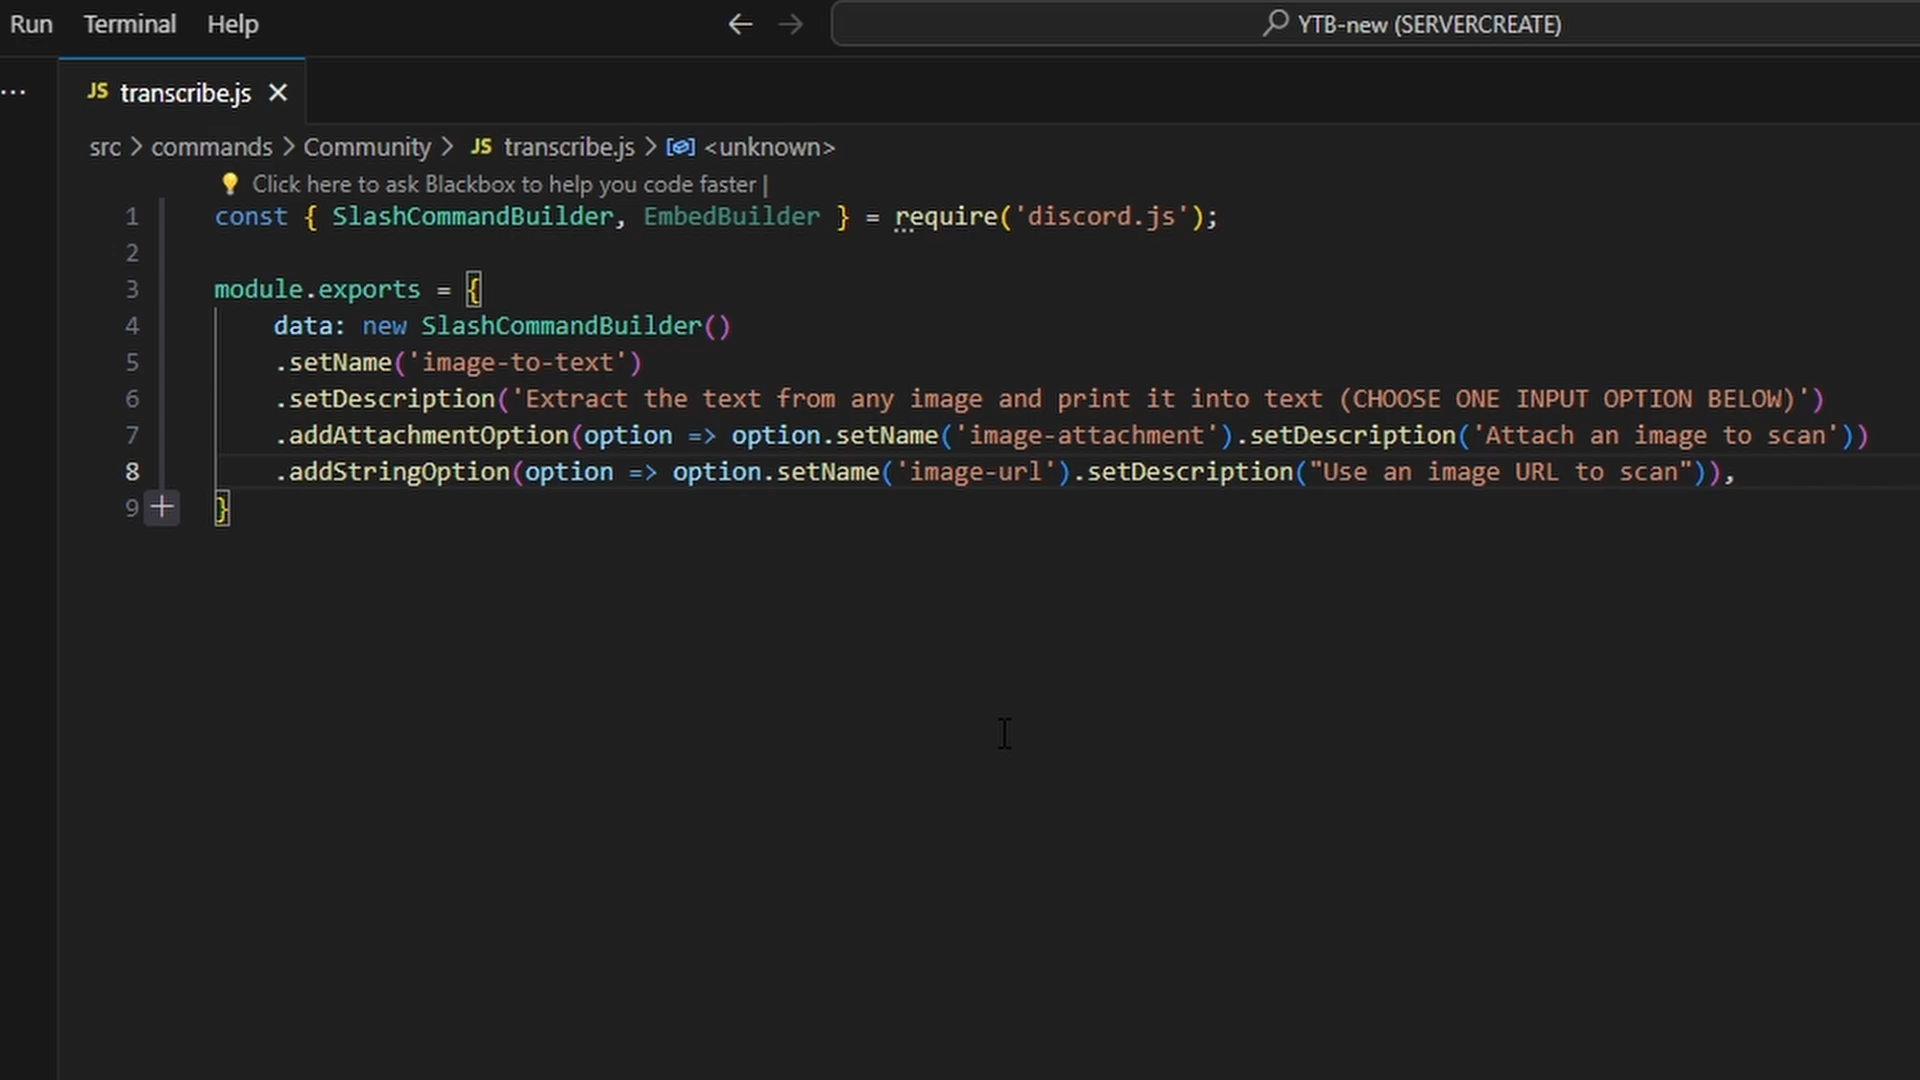 Run Terminal Help YTB-new (SERVERCREATE)
... JS transcribe.js
src > commands > Community > JS transcribe.js > <unknown>
Click here to ask Blackbox to help you code faster |
1 const { SlashCommandBuilder, EmbedBuilder } = require('discord.js');
2
3 module.exports = {
4 data: new SlashCommandBuilder()
5 .setName('image-to-text')
6 .setDescription('Extract the text from any image and print it into text (CHOOSE ONE INPUT OPTION BELOW)')
7 .addAttachmentOption(option => option.setName('image-attachment').setDescription('Attach an image to scan'))
8 .addStringOption(option => option.setName('image-url').setDescription("Use an image URL to scan")),
9 }